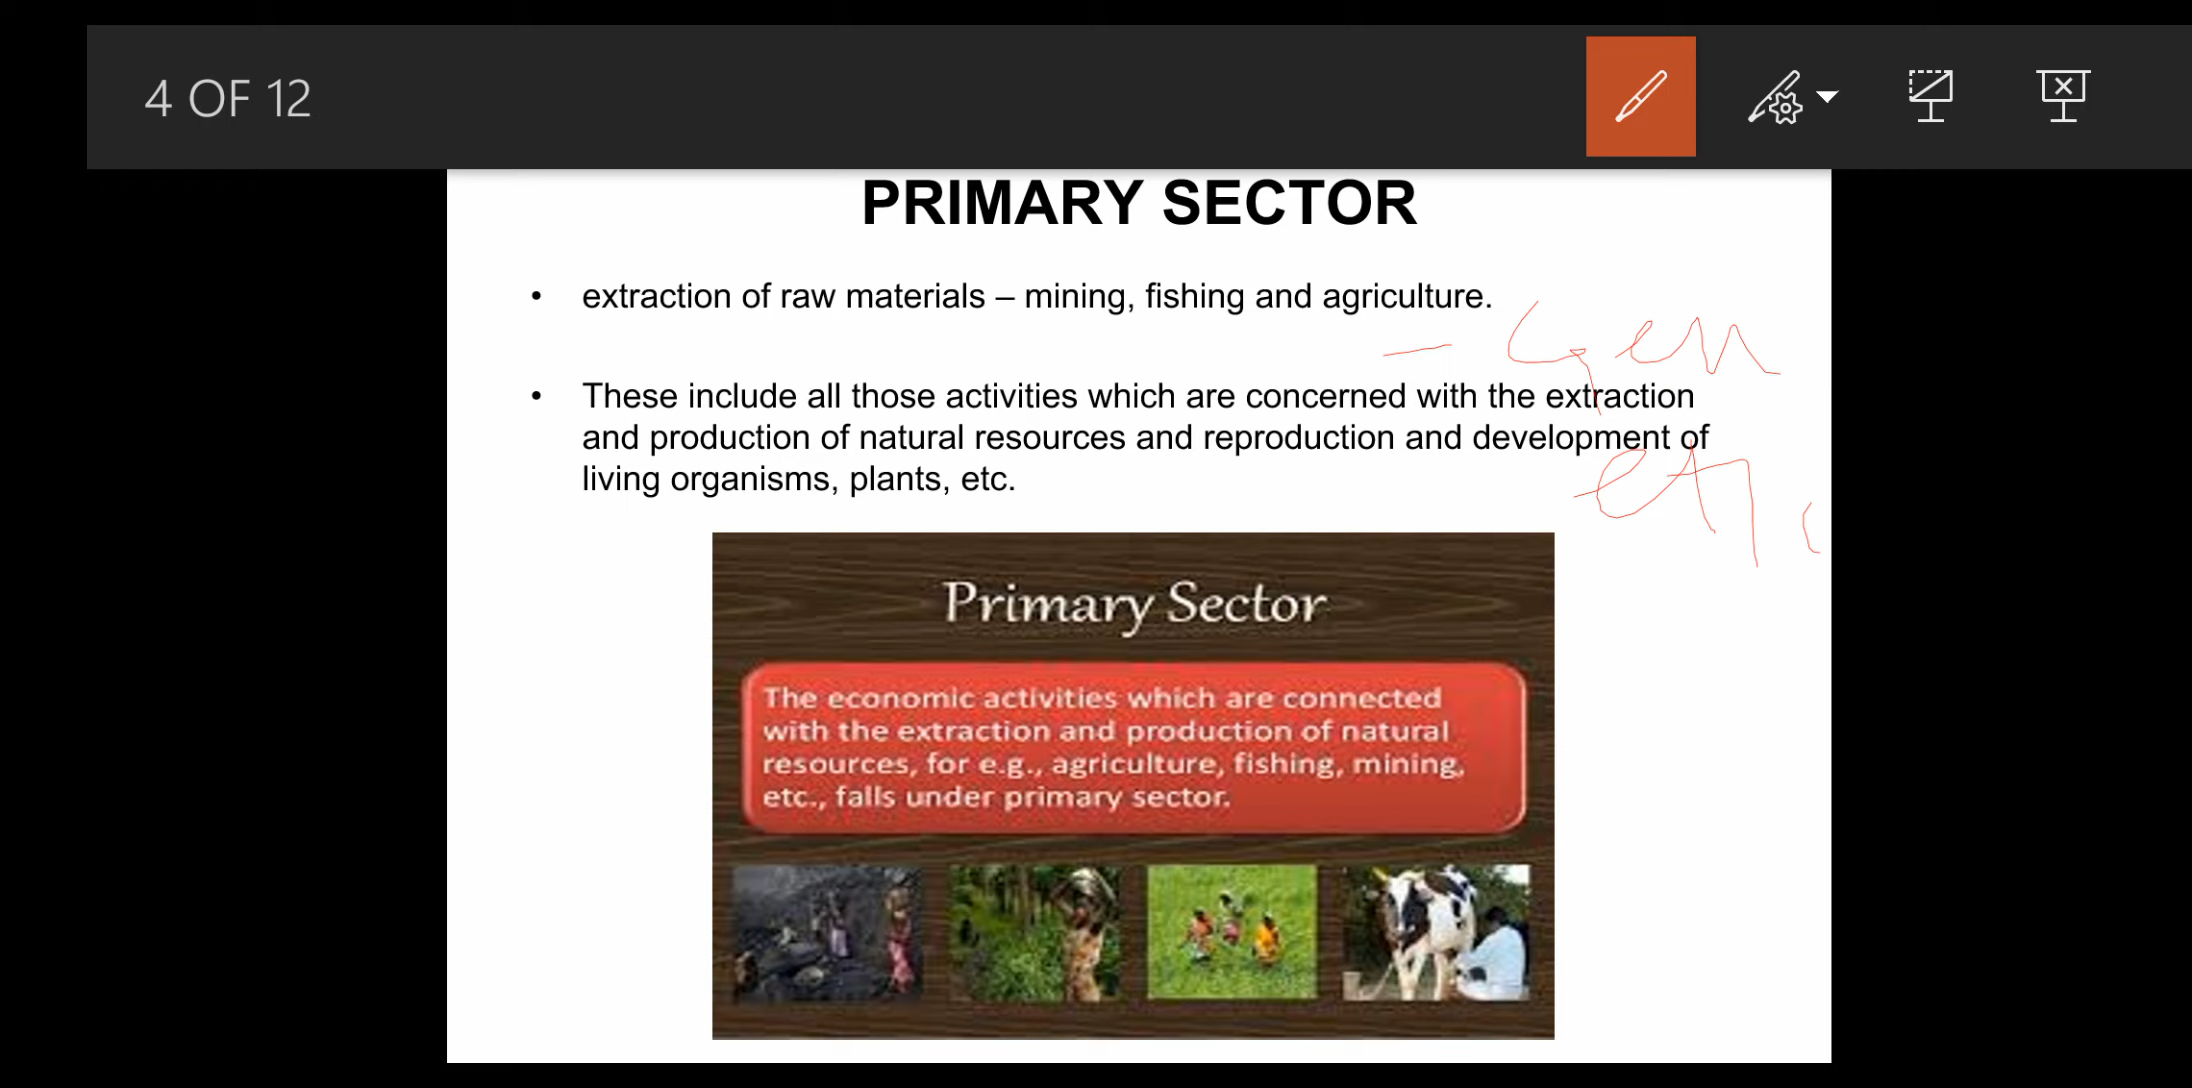 4 OF 12
PRIMARY SECTOR
• extraction of raw materials – mining, fishing and agriculture.
– Gen
• These include all those activities which are concerned with the extraction
and production of natural resources and reproduction and development of
living organisms, plants, etc.
Primary Sector
The economic activities which are connected
with the extraction and production of natural
resources, for e.g., agriculture, fishing, mining,
etc., falls under primary sector.